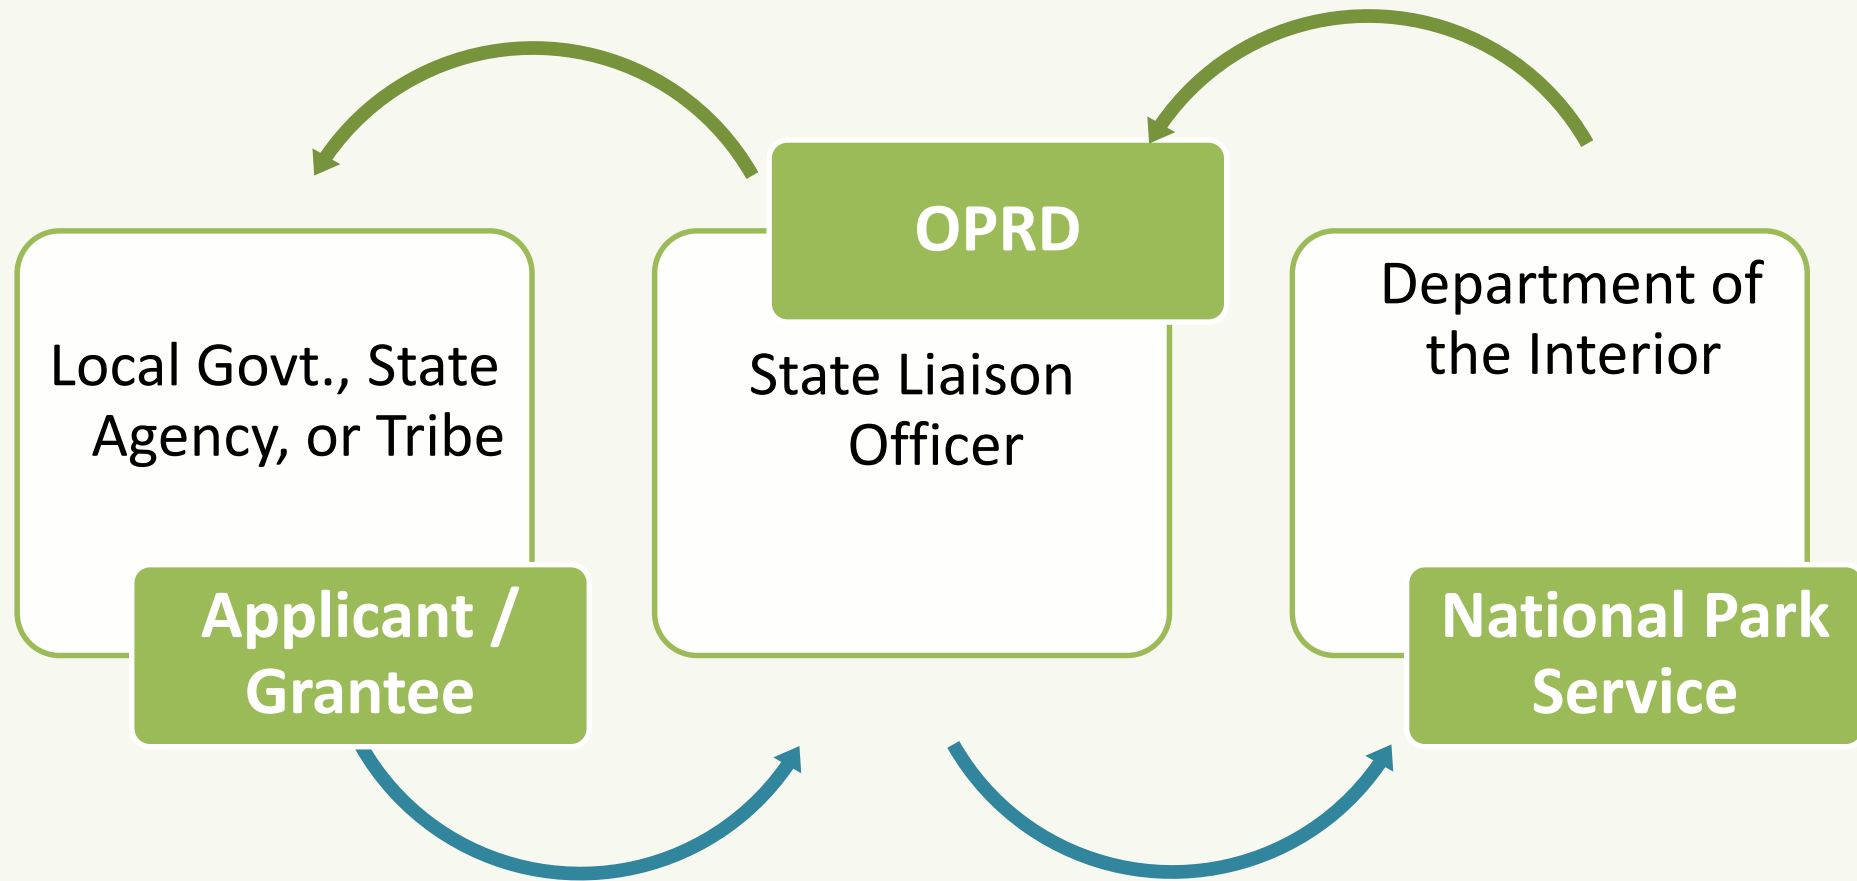 Local Govt., State
Agency, or Tribe
Applicant /
Grantee
OPRD
State Liaison
Officer
Department of
the Interior
National Park
Service